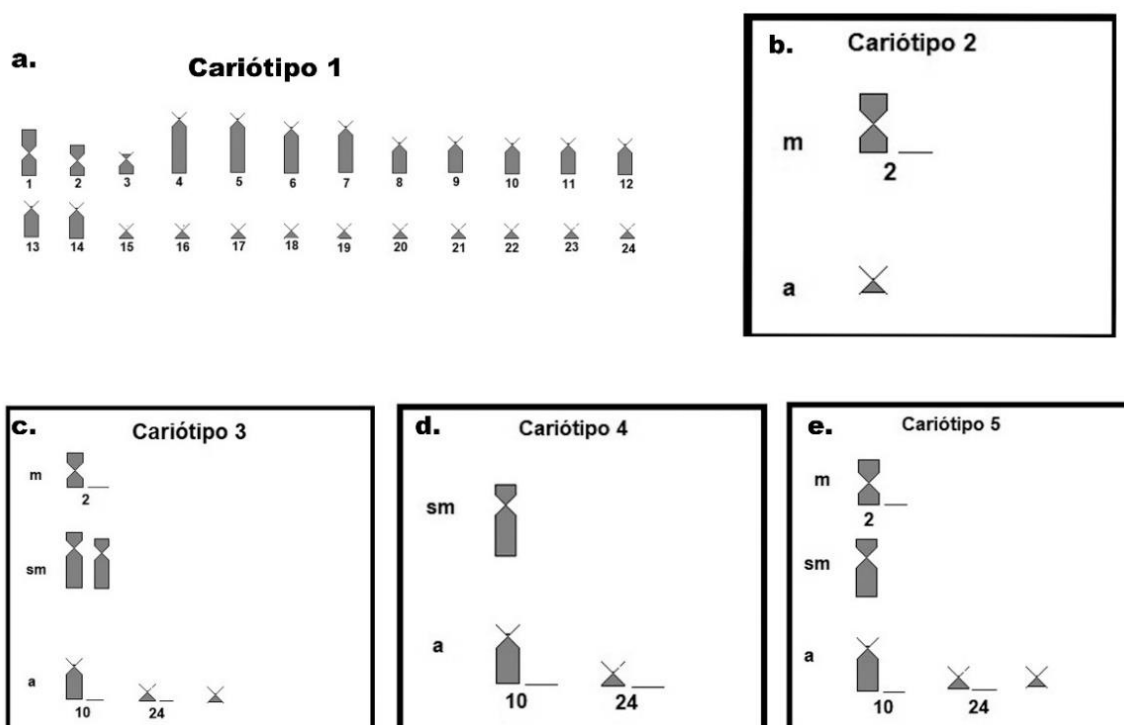 a.
Cariótipo 1
1 2 3 4 5 6 7 8 9 10 11 12
13 14 15 16 17 18 19 20 21 22 23 24
b.
Cariótipo 2
m
2
a
c.
Cariótipo 3
m
2
sm
a
10 24
d.
Cariótipo 4
sm
a
10 24
e.
Cariótipo 5
m
2
sm
a
10 24